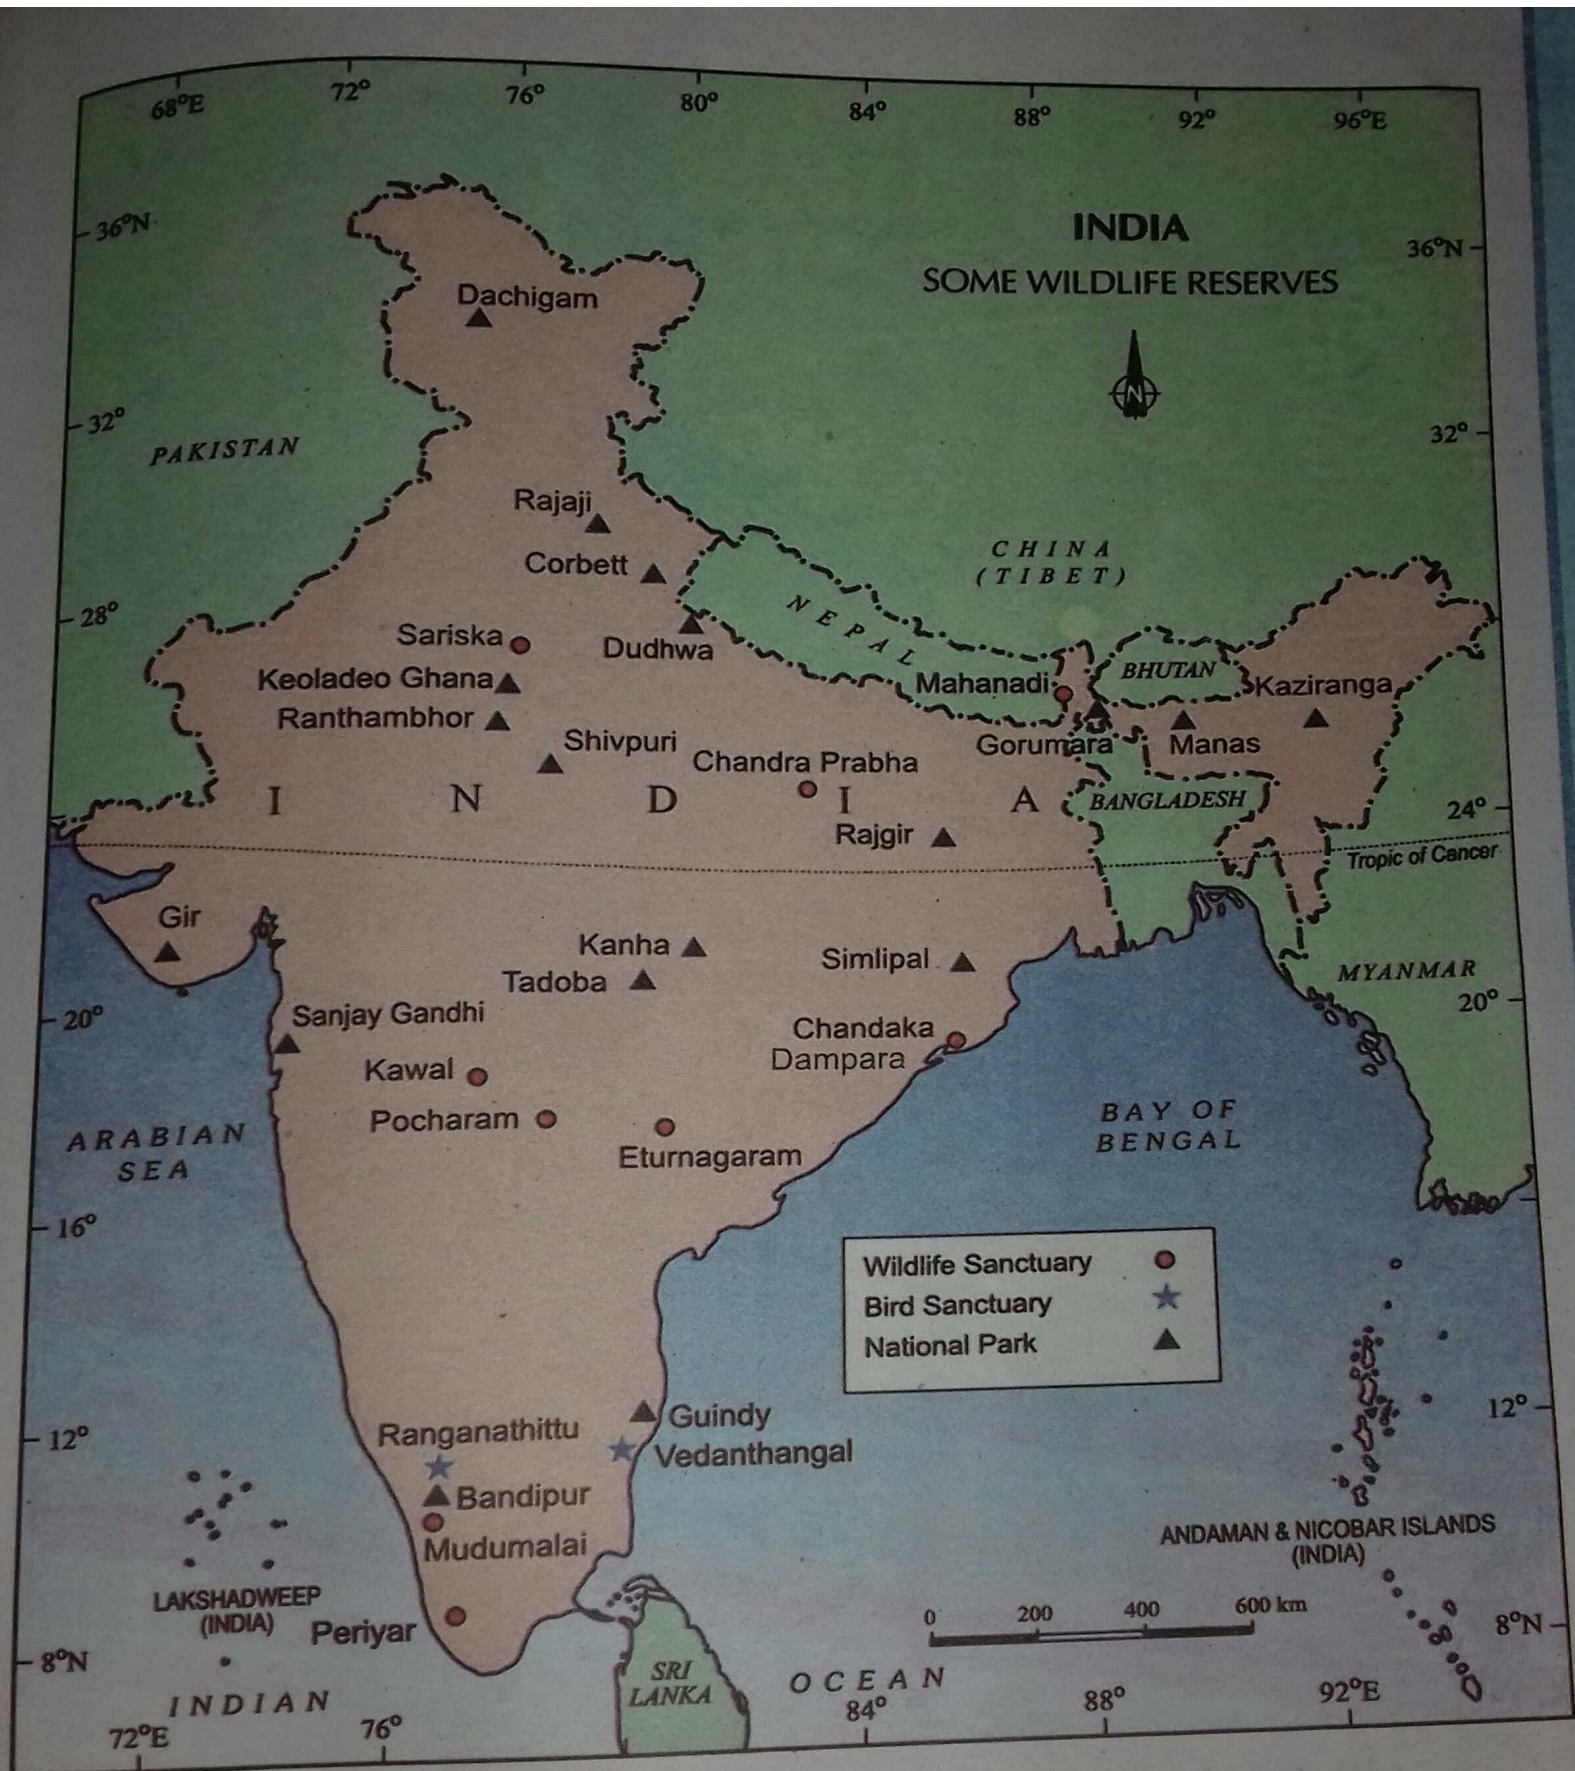 68°E
72°
76°
80°
84°
88°
92°
96°E
36°N
INDIA
SOME WILDLIFE RESERVES
36°N
Dachigam
N
32°
32°
PAKISTAN
Rajaji
CHINA
(TIBET)
Corbett
28°
NEPAL
Sariska
Dudhwa
BHUTAN
Keoladeo Ghana
Mahanadi
Kaziranga
Ranthambhor
Shivpuri
Gorumara
Manas
Chandra Prabha
INDIA
BANGLADESH
24°
Rajgir
Tropic of Cancer
Gir
Kanha
Simlipal
Tadoba
MYANMAR
20°
20°
Sanjay Gandhi
Chandaka
Dampara
Kawal
Pocharam
BAY OF
BENGAL
ARABIAN
SEA
Eturnagaram
16°
Wildlife Sanctuary
Bird Sanctuary
National Park
12°
12°
Guindy
Ranganathittu
Vedanthangal
Bandipur
Mudumalai
ANDAMAN & NICOBAR ISLANDS
(INDIA)
LAKSHADWEEP
(INDIA)
Periyar
0 200 400 600 km
8°N
8°N
SRI
LANKA
INDIAN
OCEAN
72°E
76°
84°
88°
92°E